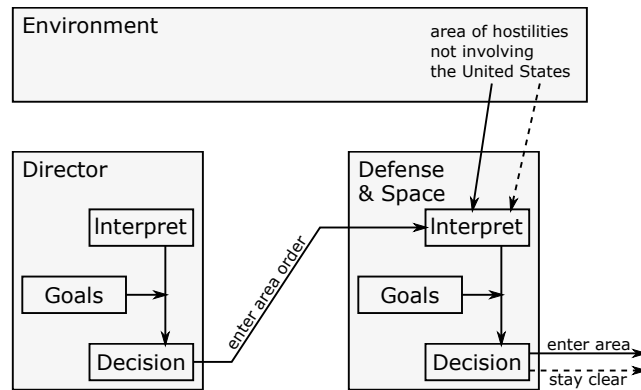 Environment
area of hostilities
not involving
the United States
Director
Interpret
Goals
Decision
enter area order
Defense
& Space
Interpret
Goals
Decision
enter area
stay clear